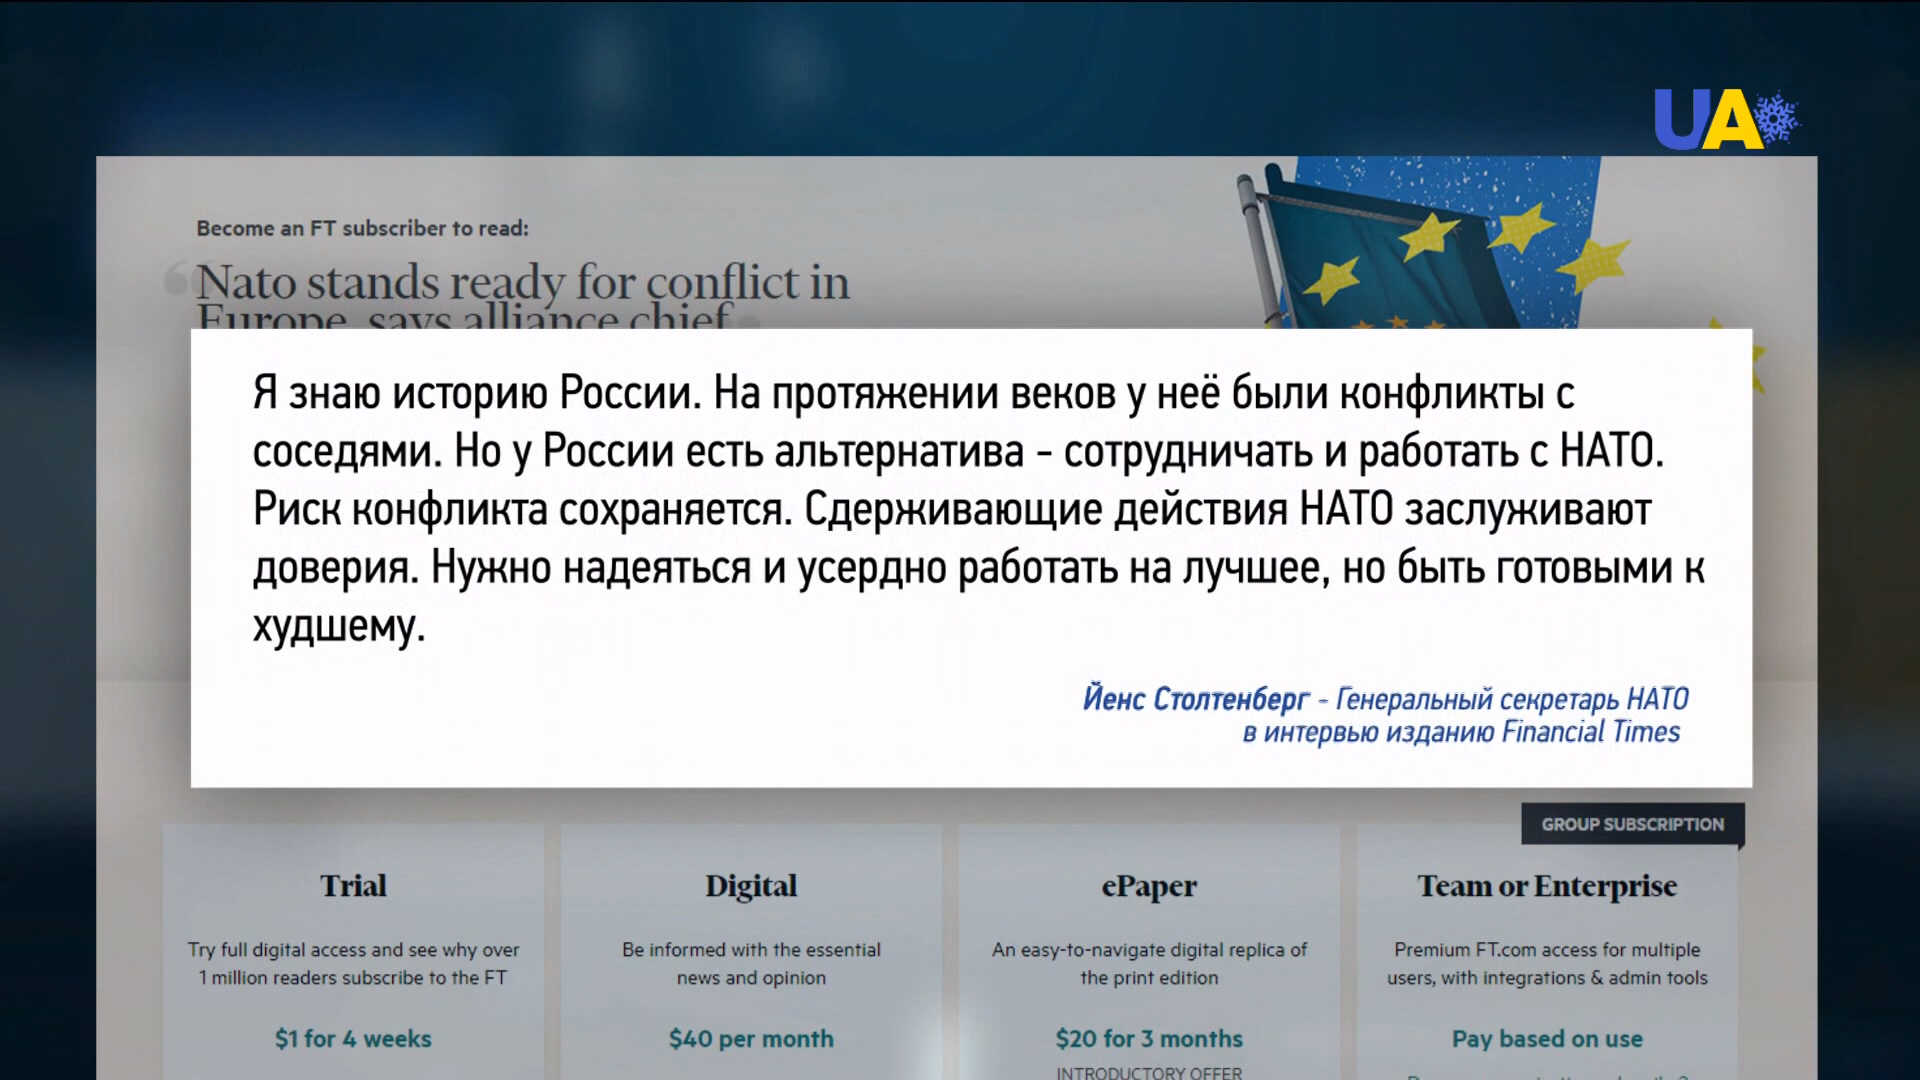 UA
Become an FT subscriber to read:
Nato stands ready for conflict in
Europe, says alliance chief
Я знаю историю России. На протяжении веков у неё были конфликты с
соседями. Но у России есть альтернатива - сотрудничать и работать с НАТО.
Риск конфликта сохраняется. Сдерживающие действия НАТО заслуживают
доверия. Нужно надеяться и усердно работать на лучшее, но быть готовыми к
худшему.
Йенс Столтенберг - Генеральный секретарь НАТО
в интервью изданию Financial Times
GROUP SUBSCRIPTION
Trial
Try full digital access and see why over
1 million readers subscribe to the FT
$1 for 4 weeks
Digital
Be informed with the essential
news and opinion
$40 per month
ePaper
An easy-to-navigate digital replica of
the print edition
$20 for 3 months
INTRODUCTORY OFFER
Team or Enterprise
Premium FT.com access for multiple
users, with integrations & admin tools
Pay based on use